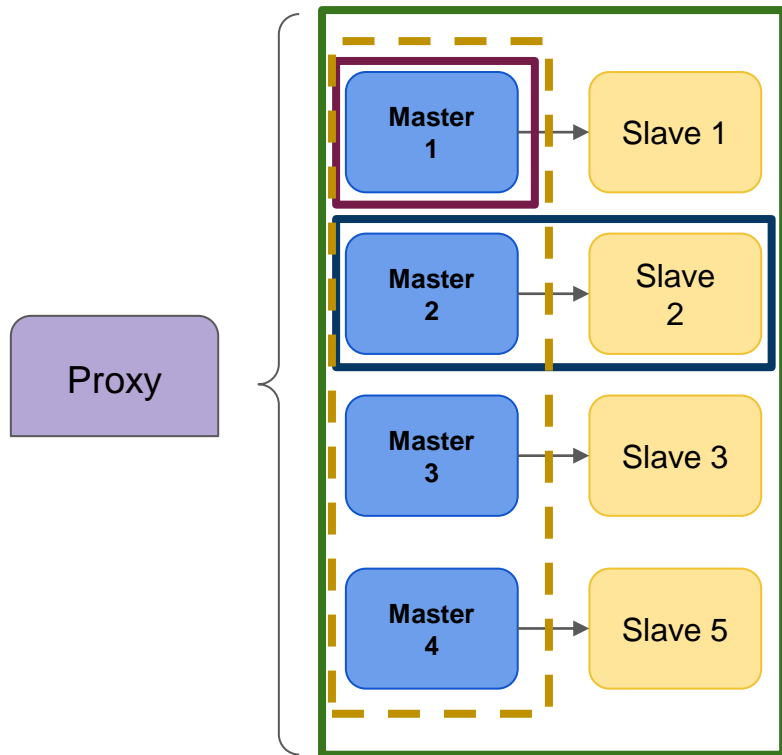 Master
1
Slave 1
Master
2
Slave
2
Proxy
Master
3
Slave 3
Master
4
Slave 5